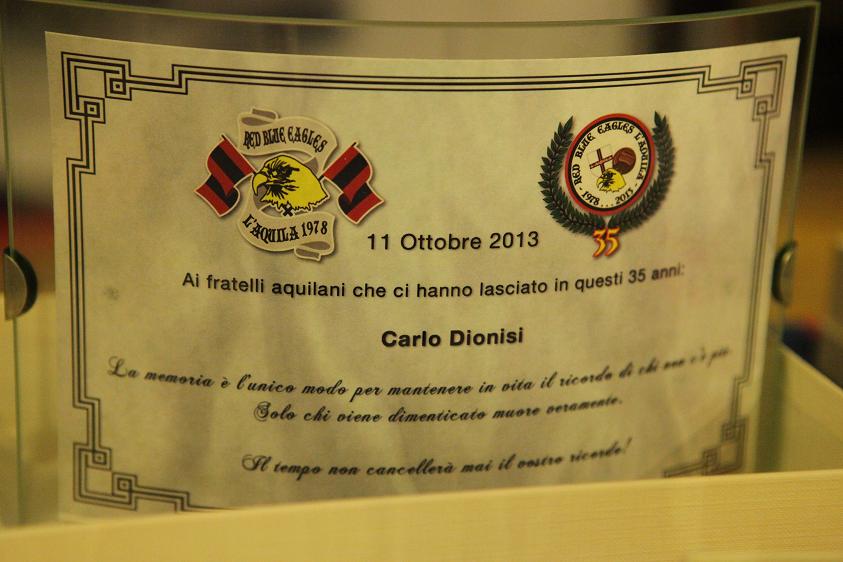 RED BLUE EAGLES
L'AQUILA 1978
RED BLUE EAGLES L'AQUILA
- 1978 . . . 2013 -
35
11 Ottobre 2013
Ai fratelli aquilani che ci hanno lasciato in questi 35 anni:
Carlo Dionisi
La memoria è l'unico modo per mantenere in vita il ricordo di chi non c'è più.
Solo chi viene dimenticato muore veramente.
Il tempo non cancellerà mai il vostro ricordo!